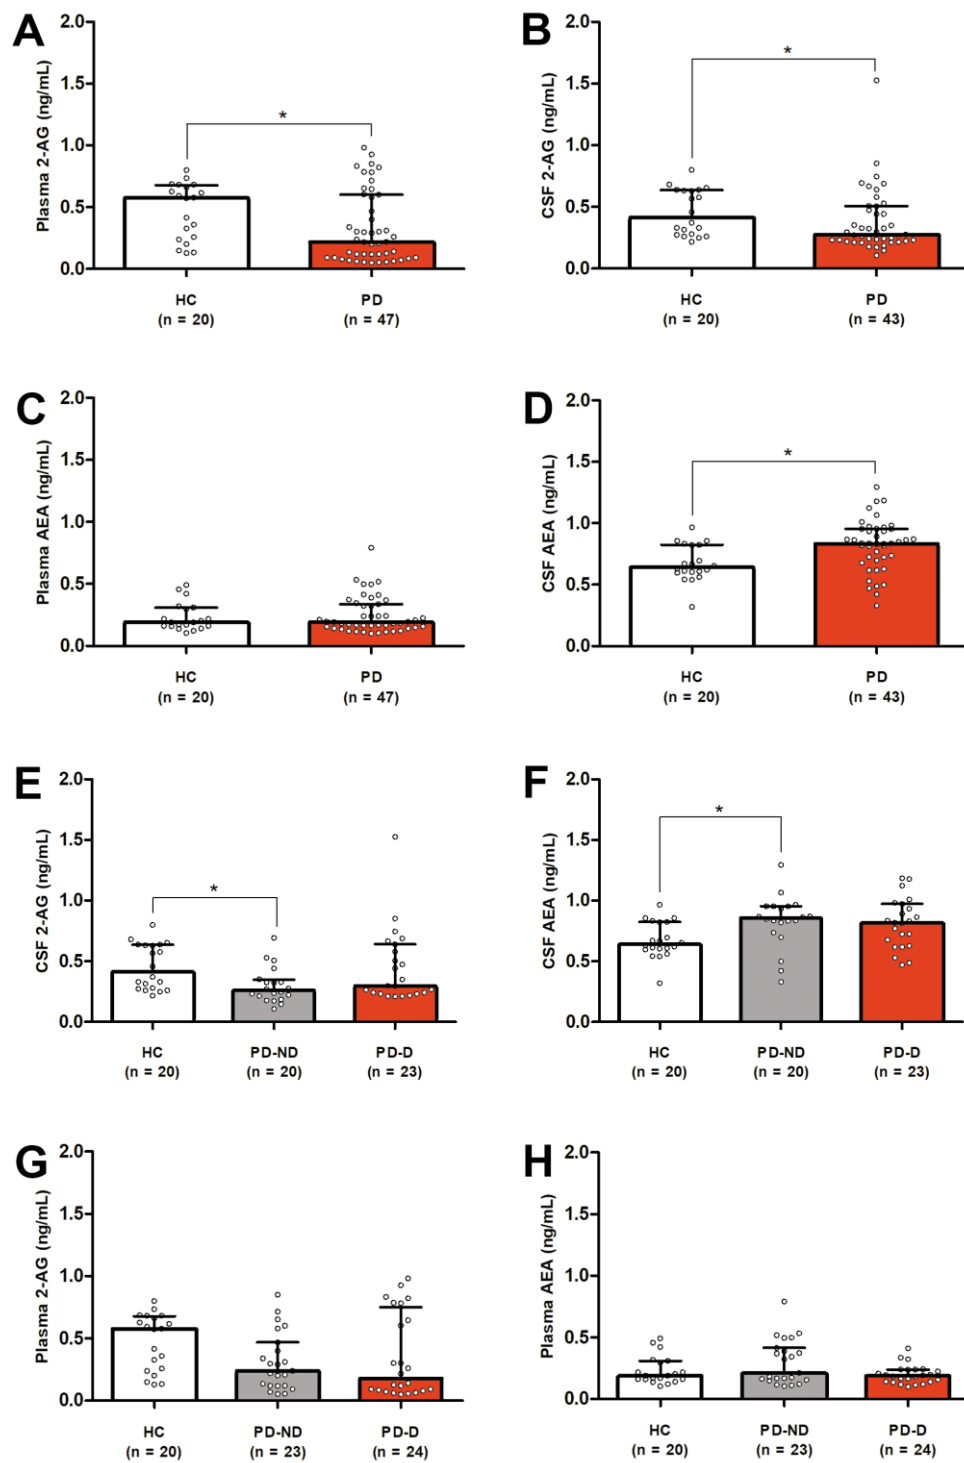 A
Plasma 2-AG (ng/mL)
2.0
1.5
1.0
0.5
0.0
*
HC
(n = 20)
PD
(n = 47)
B
CSF 2-AG (ng/mL)
2.0
1.5
1.0
0.5
0.0
*
HC
(n = 20)
PD
(n = 43)
C
Plasma AEA (ng/mL)
2.0
1.5
1.0
0.5
0.0
HC
(n = 20)
PD
(n = 47)
D
CSF AEA (ng/mL)
2.0
1.5
1.0
0.5
0.0
*
HC
(n = 20)
PD
(n = 43)
E
CSF 2-AG (ng/mL)
2.0
1.5
1.0
0.5
0.0
*
HC
(n = 20)
PD-ND
(n = 20)
PD-D
(n = 23)
F
CSF AEA (ng/mL)
2.0
1.5
1.0
0.5
0.0
*
HC
(n = 20)
PD-ND
(n = 20)
PD-D
(n = 23)
G
Plasma 2-AG (ng/mL)
2.0
1.5
1.0
0.5
0.0
HC
(n = 20)
PD-ND
(n = 23)
PD-D
(n = 24)
H
Plasma AEA (ng/mL)
2.0
1.5
1.0
0.5
0.0
HC
(n = 20)
PD-ND
(n = 23)
PD-D
(n = 24)